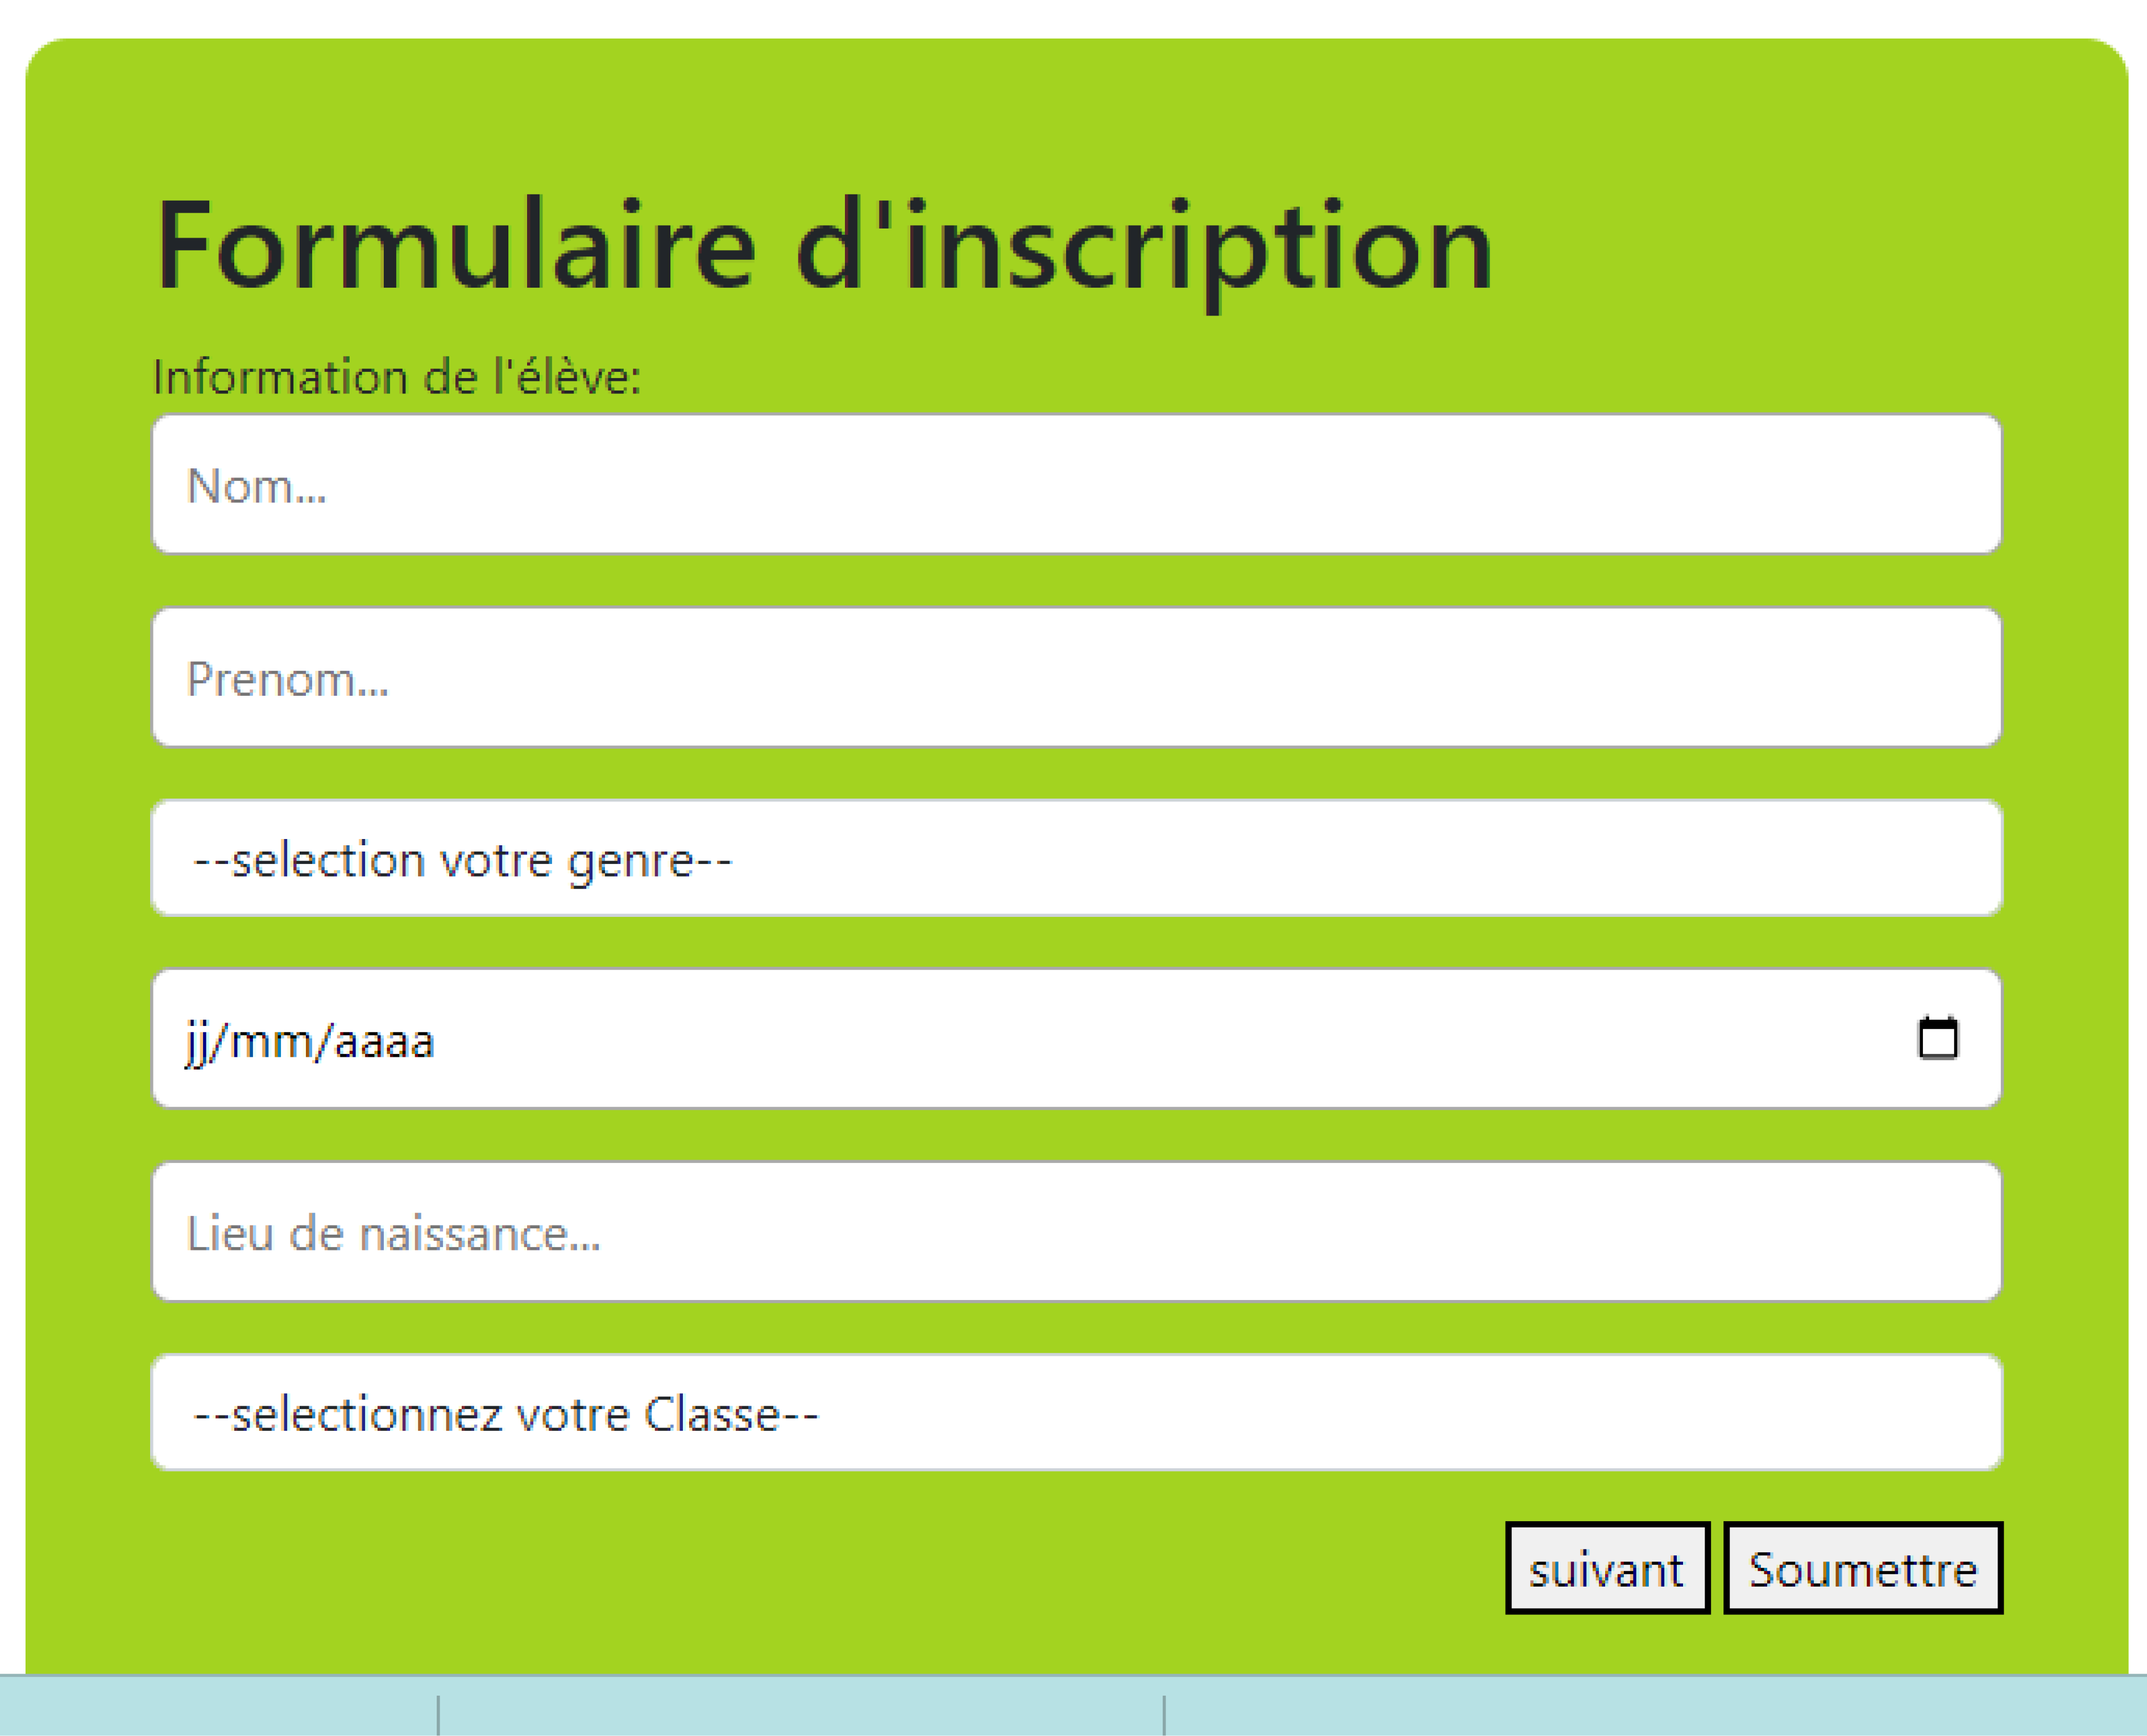 Formulaire d'inscription
Information de l'élève:
Nom...
Prenom...
--selection votre genre--
jj/mm/aaaa
Lieu de naissance...
--selectionnez votre Classe--
suivant Soumettre